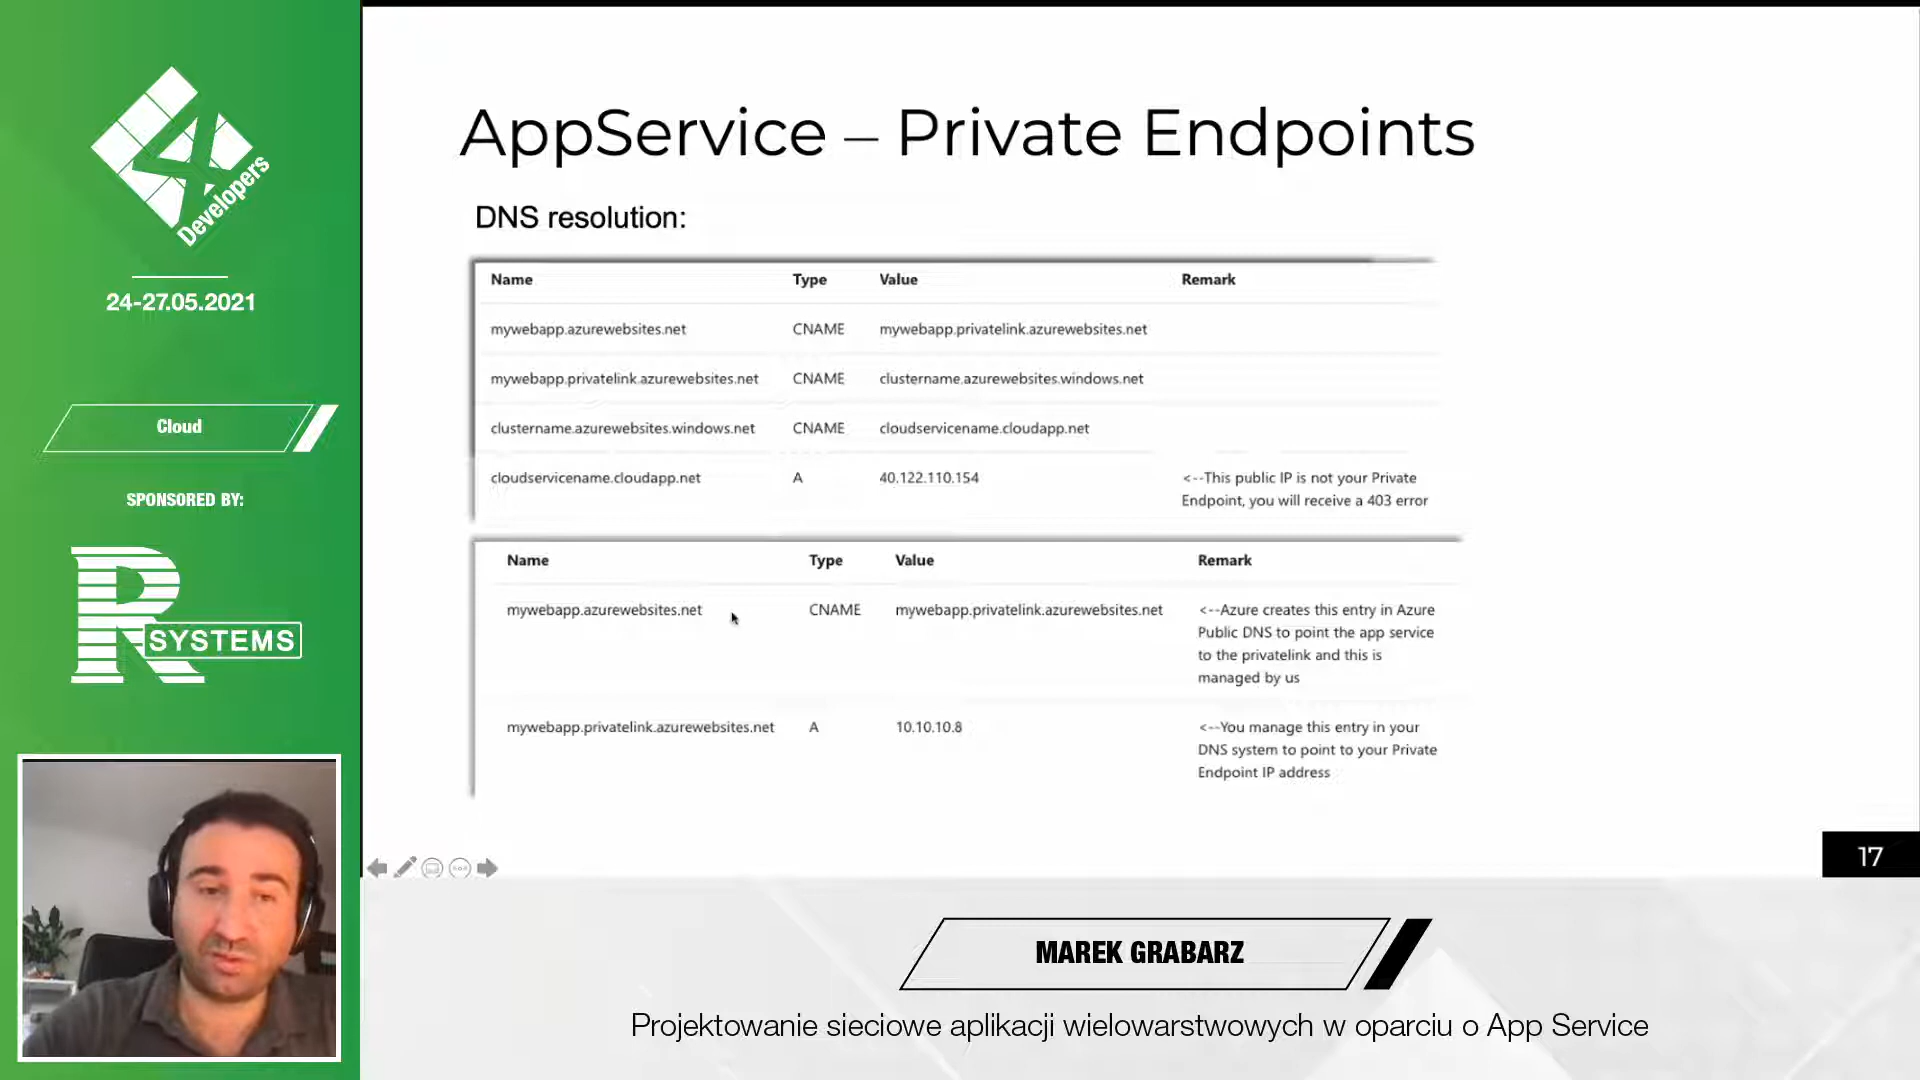 4
Developers
24-27.05.2021
Cloud
SPONSORED BY:
R SYSTEMS
AppService – Private Endpoints
DNS resolution:
Name Type Value Remark
mywebapp.azurewebsites.net CNAME mywebapp.privatelink.azurewebsites.net
mywebapp.privatelink.azurewebsites.net CNAME clustername.azurewebsites.windows.net
clustername.azurewebsites.windows.net CNAME cloudservicename.cloudapp.net
cloudservicename.cloudapp.net A 40.122.110.154 <--This public IP is not your Private
Endpoint, you will receive a 403 error
Name Type Value Remark
mywebapp.azurewebsites.net CNAME mywebapp.privatelink.azurewebsites.net <--Azure creates this entry in Azure
Public DNS to point the app service
to the privatelink and this is
managed by us
mywebapp.privatelink.azurewebsites.net A 10.10.10.8 <--You manage this entry in your
DNS system to point to your Private
Endpoint IP address
17
MAREK GRABARZ
Projektowanie sieciowe aplikacji wielowarstwowych w oparciu o App Service